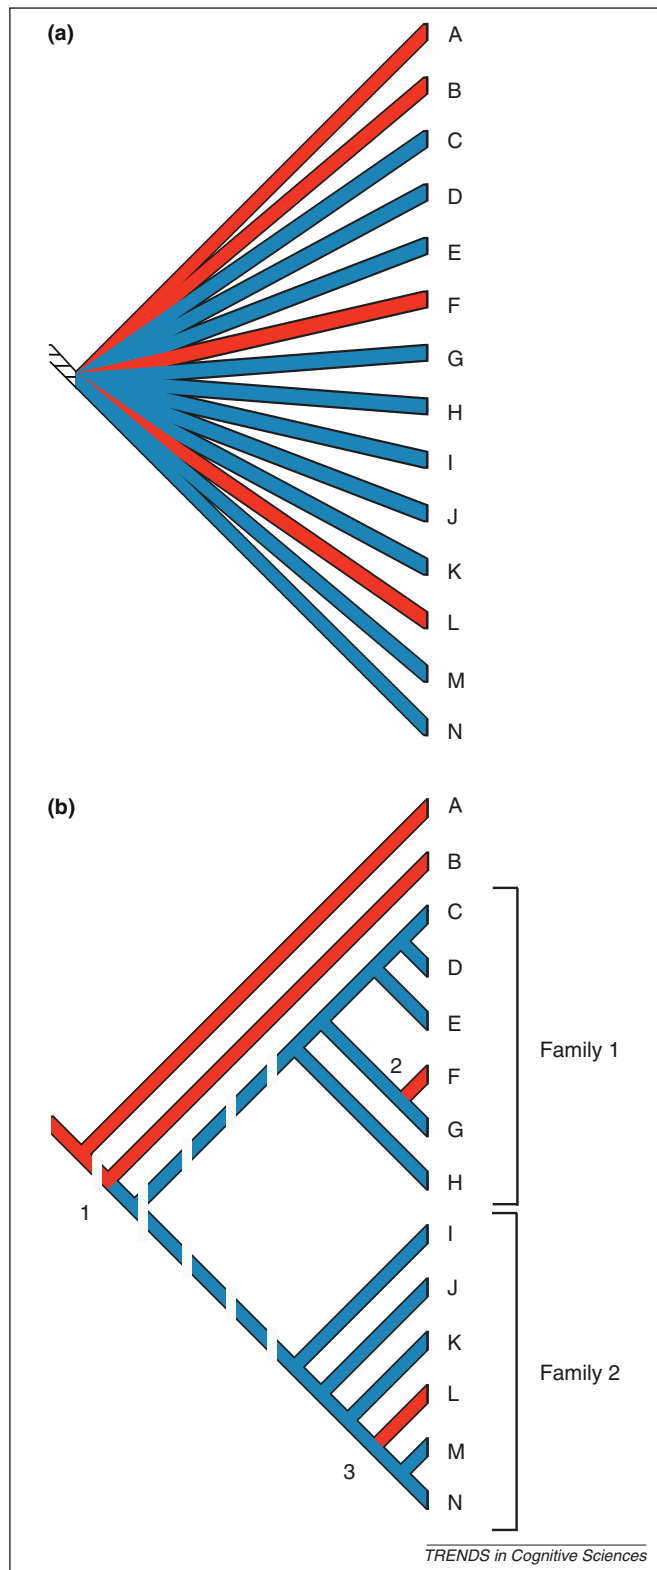 (a)
A
B
C
D
E
F
G
H
I
J
K
L
M
N
(b)
A
B
C
D
E
Family 1
2
F
G
H
1
I
J
K
Family 2
L
M
3
N
TRENDS in Cognitive Sciences